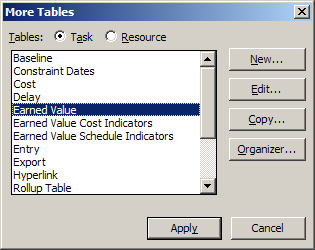 More Tables
Tables: Task Resource
Baseline
Constraint Dates
Cost
Delay
Earned Value
Earned Value Cost Indicators
Earned Value Schedule Indicators
Entry
Export
Hyperlink
Rollup Table
New...
Edit...
Copy...
Organizer...
Apply
Cancel